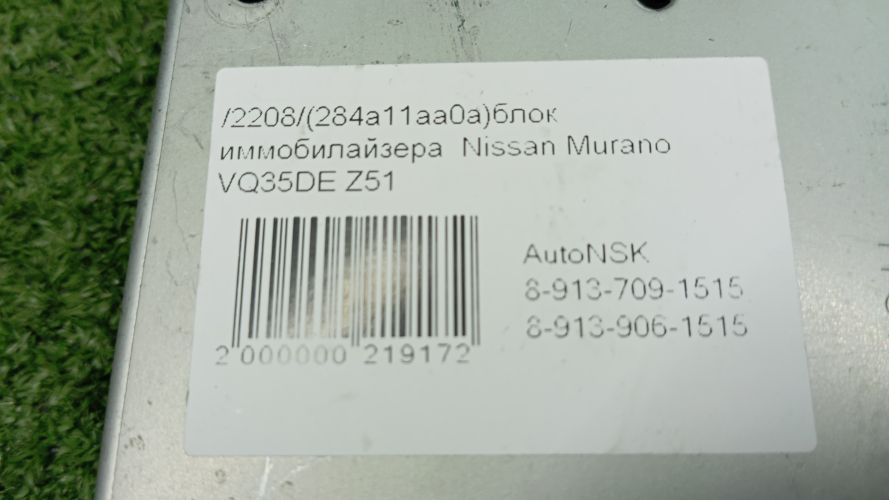 /2208/(284a11aa0a)блок
иммобилайзера Nissan Murano
VQ35DE Z51
AutoNSK
8-913-709-1515
8-913-906-1515
2 000000 219172